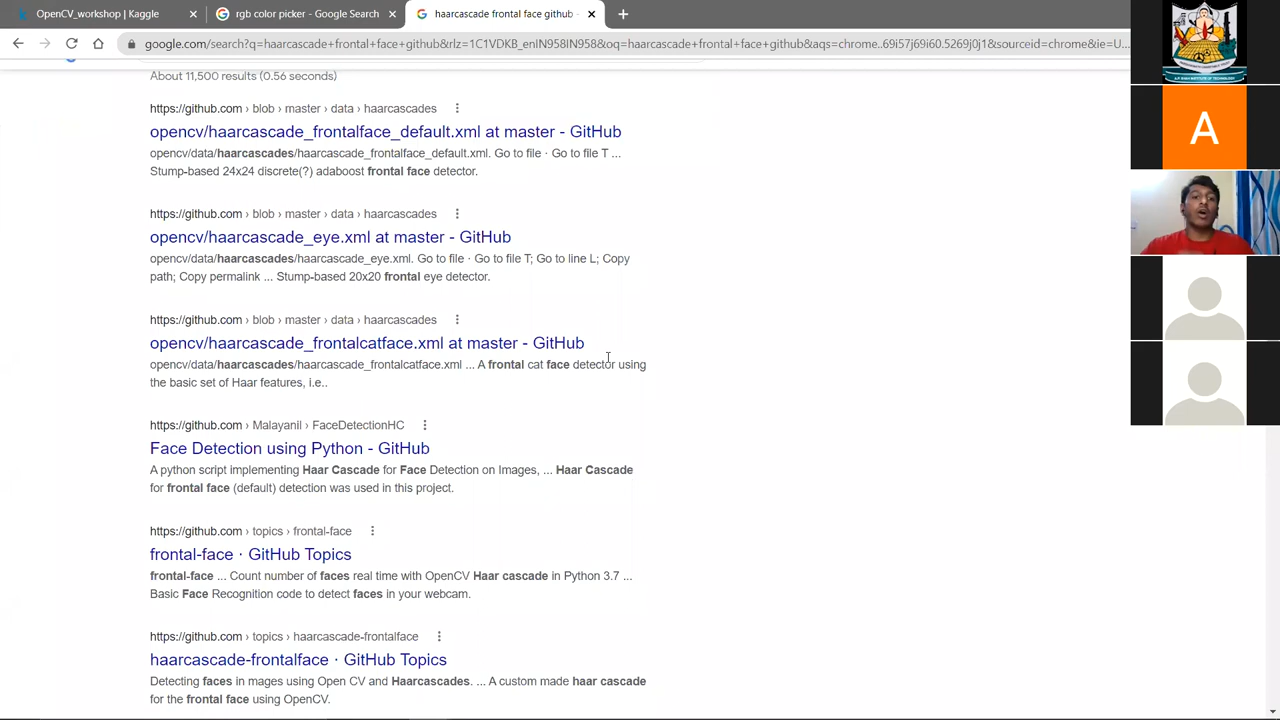 OpenCV_workshop | Kaggle
rgb color picker - Google Search
haarcascade frontal face github -
google.com/search?q=haarcascade+frontal+face+github&rlz=
VDKB_enIN958IN958&oq=haarcascade+frontal+face+github&aqs=chrome
269j0j1&sourceid=chrome&ie=U...
About 11,500 results (0.56 seconds)
https://github.com › blob › master › data › haarcascades
opencv/haarcascade_frontalface_default.xml at master - GitHub
opencv/data/haarcascades/haarcascade_frontalface_default.xml. Go to file · Go to file T ...
Stump-based 24x24 discrete(?) adaboost frontal face detector.
https://github.com › blob › master › data › haarcascades
opencv/haarcascade_eye.xml at master - GitHub
opencv/data/haarcascades/haarcascade_eye.xml. Go to file · Go to file T; Go to line L; Copy
path; Copy permalink ... Stump-based 20x20 frontal eye detector.
https://github.com › blob › master › data › haarcascades
opencv/haarcascade_frontalcatface.xml at master - GitHub
opencv/data/haarcascades/haarcascade_frontalcatface.xml ... A frontal cat face detector using
the basic set of Haar features, i.e..
https://github.com › Malayanil › FaceDetectionHC
Face Detection using Python - GitHub
A python script implementing Haar Cascade for Face Detection on Images, ... Haar Cascade
for frontal face (default) detection was used in this project.
https://github.com › topics › frontal-face
frontal-face · GitHub Topics
frontal-face ... Count number of faces real time with OpenCV Haar cascade in Python 3.7 ...
Basic Face Recognition code to detect faces in your webcam.
https://github.com › topics › haarcascade-frontalface
haarcascade-frontalface · GitHub Topics
Detecting faces in mages using Open CV and Haarcascades. ... A custom made haar cascade
for the frontal face using OpenCV.
A